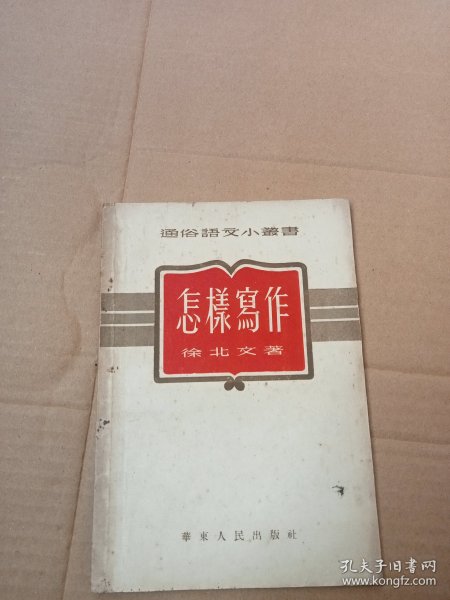 通俗語文小叢書
怎樣寫作
徐北文著
華東人民出版社
孔夫子旧书网
www.kongfz.com